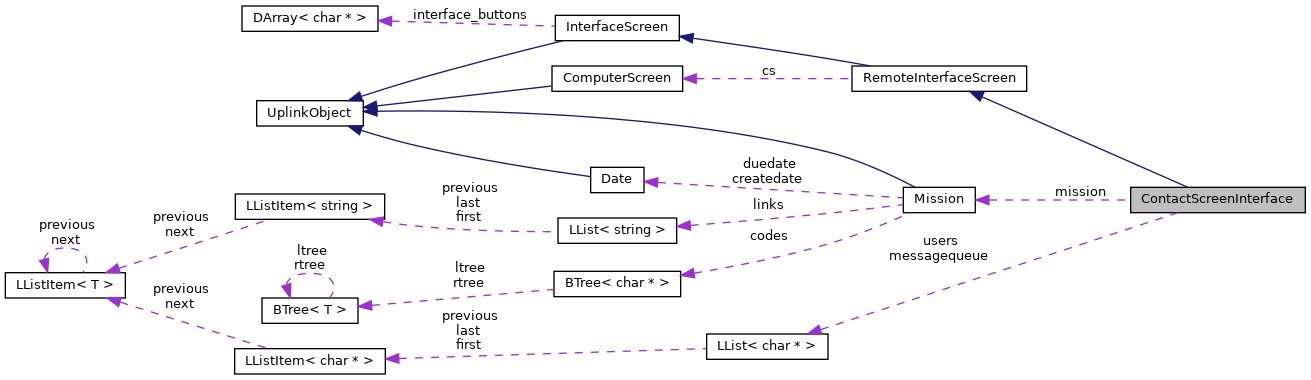 DArray< char * >
interface_buttons
InterfaceScreen
ComputerScreen
cs
RemoteInterfaceScreen
UplinkObject
Date
duedate
createdate
Mission
mission
ContactScreenInterface
links
LList< string >
previous
last
first
LListItem< string >
previous
next
previous
next
LListItem< T >
codes
BTree< char * >
ltree
rtree
ltree
rtree
BTree< T >
users
messagequeue
LList< char * >
previous
last
first
LListItem< char * >
previous
next